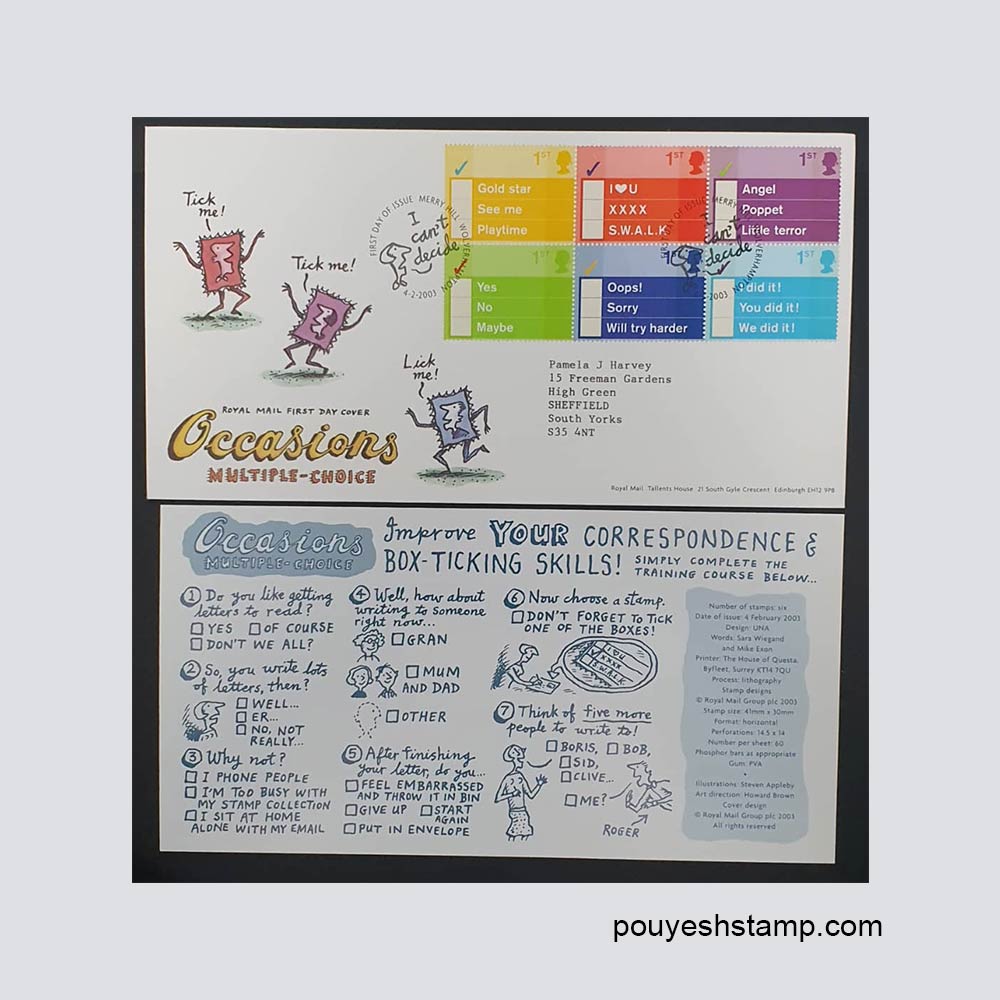 Tick
me!
Tick me!
Lick
me!
ROYAL MAIL FIRST DAY COVER
Occasions
MULTIPLE-CHOICE
FIRST DAY OF ISSUE MERRY HILL WOLVERHAMPTON
I
can't
decide
4-2-2003
1ST
Gold star
See me
Playtime
1ST
I ♥ U
XXXX
S.W.A.L.K.
1ST
Angel
Poppet
Little terror
1ST
Yes
No
Maybe
1ST
Oops!
Sorry
Will try harder
1ST
I did it!
You did it!
We did it!
FIRST DAY OF ISSUE MERRY HILL WOLVERHAMPTON
I
can't
decide
2003
Pamela J Harvey
15 Freeman Gardens
High Green
SHEFFIELD
South Yorks
S35 4NT
Royal Mail, Tallents House, 21 South Gyle Crescent, Edinburgh EH12 9PB
Occasions
MULTIPLE-CHOICE
Improve YOUR CORRESPONDENCE &
BOX-TICKING SKILLS! SIMPLY COMPLETE THE
TRAINING COURSE BELOW...
1 Do you like getting
letters to read?
YES OF COURSE
DON'T WE ALL?
2 So, you write lots
of letters, then?
WELL...
ER...
NO, NOT
REALLY...
3 Why not?
I PHONE PEOPLE
I'M TOO BUSY WITH
MY STAMP COLLECTION
I SIT AT HOME
ALONE WITH MY EMAIL
4 Well, how about
writing to someone
right now...
GRAN
MUM
AND DAD
OTHER
5 After finishing
your letter, do you...
FEEL EMBARRASSED
AND THROW IT IN BIN
GIVE UP START
AGAIN
PUT IN ENVELOPE
6 Now choose a stamp.
DON'T FORGET TO TICK
ONE OF THE BOXES!
I ♥ U
XXXX
S.W.A.L.K.
7 Think of five more
people to write to!
BORIS, BOB,
SID,
CLIVE...
ME?
ROGER
Number of stamps: six
Date of issue: 4 February 2003
Design: UNA
Words: Sara Wiegand
and Mike Exon
Printer: The House of Questa,
Byfleet, Surrey KT14 7QU
Process: lithography
Stamp designs
© Royal Mail Group plc 2003
Stamp size: 41mm x 30mm
Format: horizontal
Perforations: 14.5 x 14
Number per sheet: 60
Phosphor bars as appropriate
Gum: PVA
•
Illustrations: Steven Appleby
Art direction: Howard Brown
Cover design
© Royal Mail Group plc 2003
All rights reserved
pouyeshstamp.com